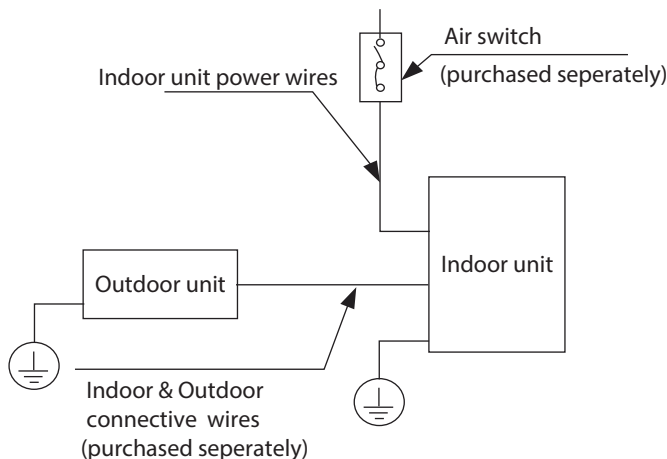 Air switch
(purchased seperately)
Indoor unit power wires
Outdoor unit
Indoor unit
Indoor & Outdoor
connective wires
(purchased seperately)